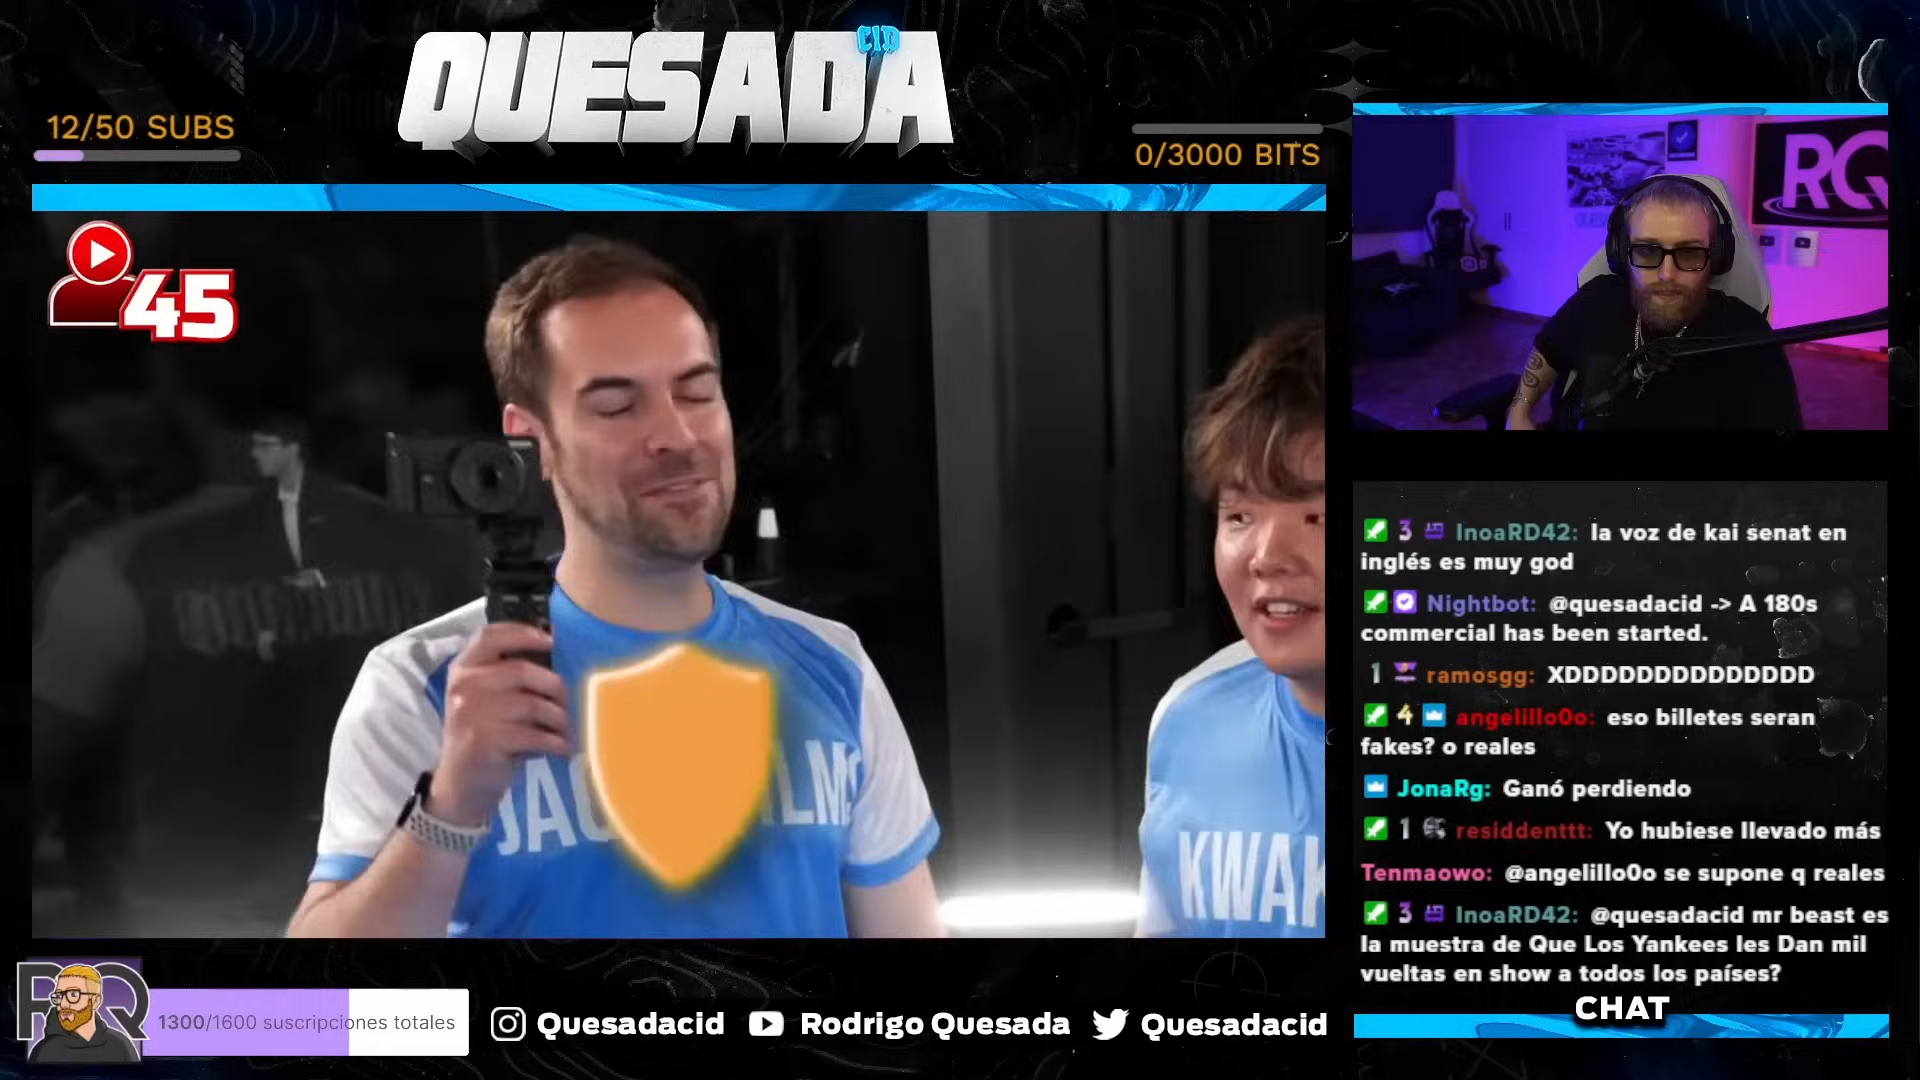 QUESADA
CID
12/50 SUBS
0/3000 BITS
RQ
45
KWAK
InoaRD42: la voz de kai senat en
inglés es muy god
Nightbot: @quesadacid -> A 180s
commercial has been started.
1 ramosgg: XDDDDDDDDDDDDDDD
4 angelillo0o: eso billetes seran
fakes? o reales
JonaRg: Ganó perdiendo
1 residdenttt: Yo hubiese llevado más
Tenmaowo: @angelillo0o se supone q reales
3 InoaRD42: @quesadacid mr beast es
la muestra de Que Los Yankees les Dan mil
vueltas en show a todos los países?
CHAT
RQ
1300/1600 suscripciones totales
Quesadacid
Rodrigo Quesada
Quesadacid